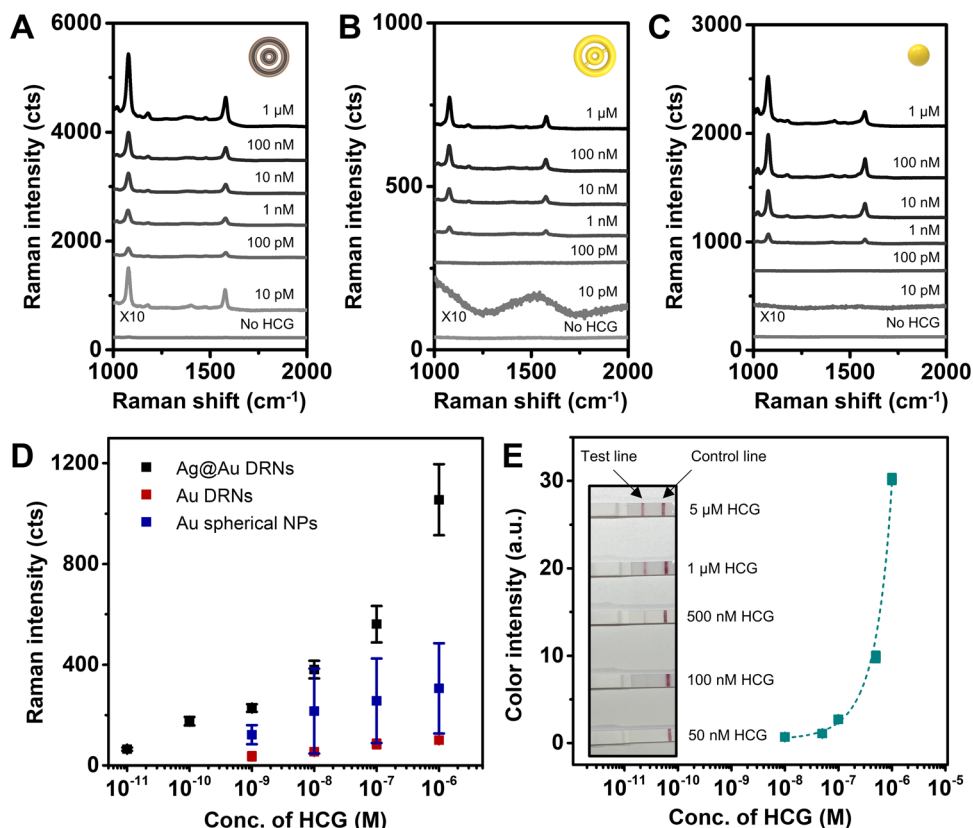 A
Raman intensity (cts)
6000
4000
2000
0
1 µM
100 nM
10 nM
1 nM
100 pM
10 pM
X10
No HCG
1000
1500
2000
Raman shift (cm⁻¹)
B
Raman intensity (cts)
1000
500
0
1 µM
100 nM
10 nM
1 nM
100 pM
10 pM
X10
No HCG
1000
1500
2000
Raman shift (cm⁻¹)
C
Raman intensity (cts)
3000
2000
1000
0
1 µM
100 nM
10 nM
1 nM
100 pM
10 pM
X10
No HCG
1000
1500
2000
Raman shift (cm⁻¹)
D
Raman intensity (cts)
1200
800
400
0
Ag@Au DRNs
Au DRNs
Au spherical NPs
10⁻¹¹
10⁻¹⁰
10⁻⁹
10⁻⁸
10⁻⁷
10⁻⁶
Conc. of HCG (M)
E
Color intensity (a.u.)
30
20
10
0
Test line
Control line
5 µM HCG
1 µM HCG
500 nM HCG
100 nM HCG
50 nM HCG
10⁻¹¹
10⁻¹⁰
10⁻⁹
10⁻⁸
10⁻⁷
10⁻⁶
10⁻⁵
Conc. of HCG (M)